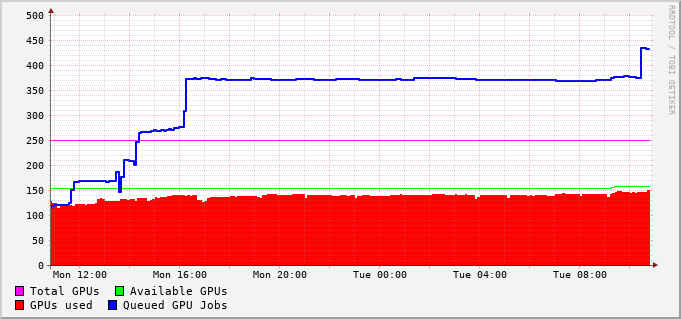 500
450
400
350
300
250
200
150
100
50
0
Mon 12:00 Mon 16:00 Mon 20:00 Tue 00:00 Tue 04:00 Tue 08:00
Total GPUs Available GPUs
GPUs used Queued GPU Jobs
RRDTOOL / TOBI OETIKER